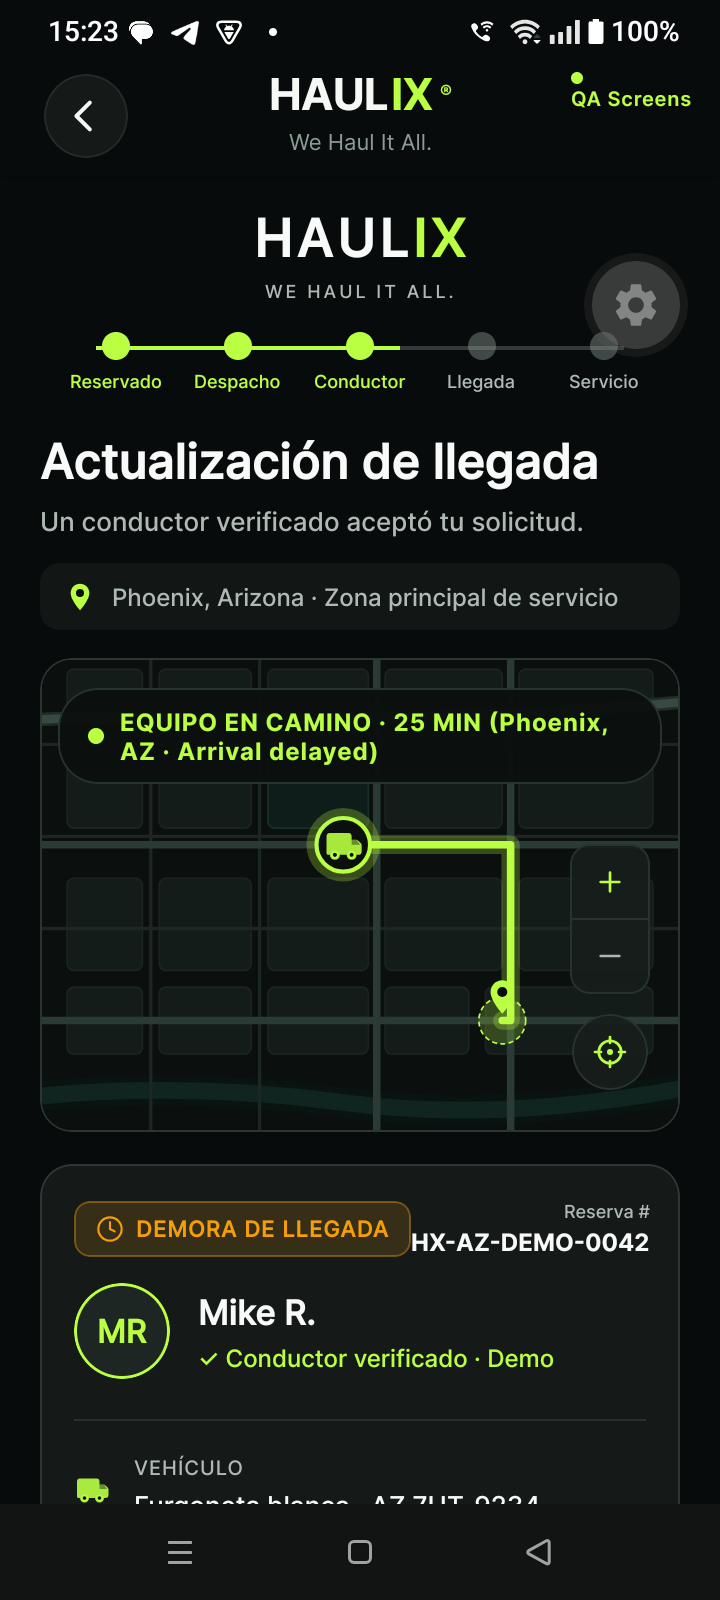 15:23
100%
HAULIX ®
QA Screens
We Haul It All.
HAULIX
WE HAUL IT ALL.
Reservado Despacho Conductor Llegada Servicio
Actualización de llegada
Un conductor verificado aceptó tu solicitud.
Phoenix, Arizona · Zona principal de servicio
EQUIPO EN CAMINO · 25 MIN (Phoenix,
AZ · Arrival delayed)
DEMORA DE LLEGADA
Reserva #
HX-AZ-DEMO-0042
MR
Mike R.
✓ Conductor verificado · Demo
VEHÍCULO